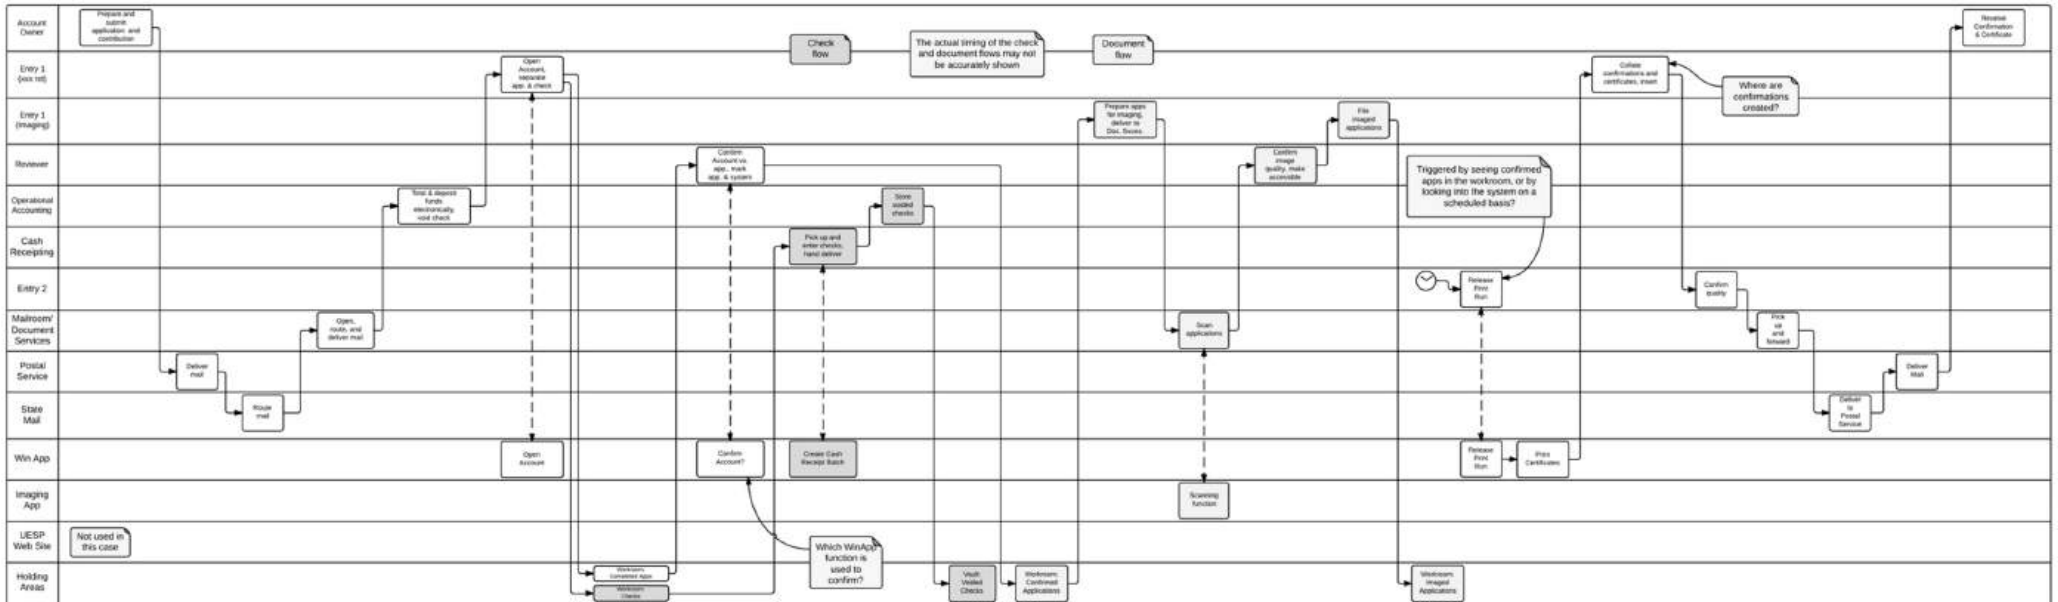 Account
Owner
Prepare and
submit
application and
contribution
Check
flow
The actual timing of the check
and document flows may not
be accurately shown
Document
flow
Receive
Confirmation
& Certificate
Entry 1
Open
Account,
separate
app. & check
Collate
confirmations and
certificates, insert
Where are
confirmations
created?
Entry 1
(Imaging)
Prepare apps
for imaging,
deliver to
Doc. Svces
File
imaged
applications
Reviewer
Confirm
Account vs.
app., mark
app. & system
Confirm
image
quality, make
accessible
Triggered by seeing confirmed
apps in the workroom, or by
looking into the system on a
scheduled basis?
Operational
Accounting
Total & deposit
funds
electronically,
void check
Store
voided
checks
Cash
Receipting
Pick up and
enter checks,
hand deliver
Entry 2
Release
Print
Run
Confirm
quality
Mailroom/
Document
Services
Open,
route, and
deliver mail
Scan
applications
Pick
up
and
forward
Postal
Service
Deliver
mail
Deliver
Mail
State
Mail
Route
mail
Deliver
to
Postal
Service
Win App
Open
Account
Confirm
Account?
Create Cash
Receipt Batch
Release
Print
Run
Print
Certificates
Imaging
App
Scanning
function
UESP
Web Site
Not used in
this case
Which WinApp
function is
used to
confirm?
Holding
Areas
Workroom:
Completed Apps
Workroom:
Checks
Vault:
Voided
Checks
Workroom:
Confirmed
Applications
Workroom:
Imaged
Applications